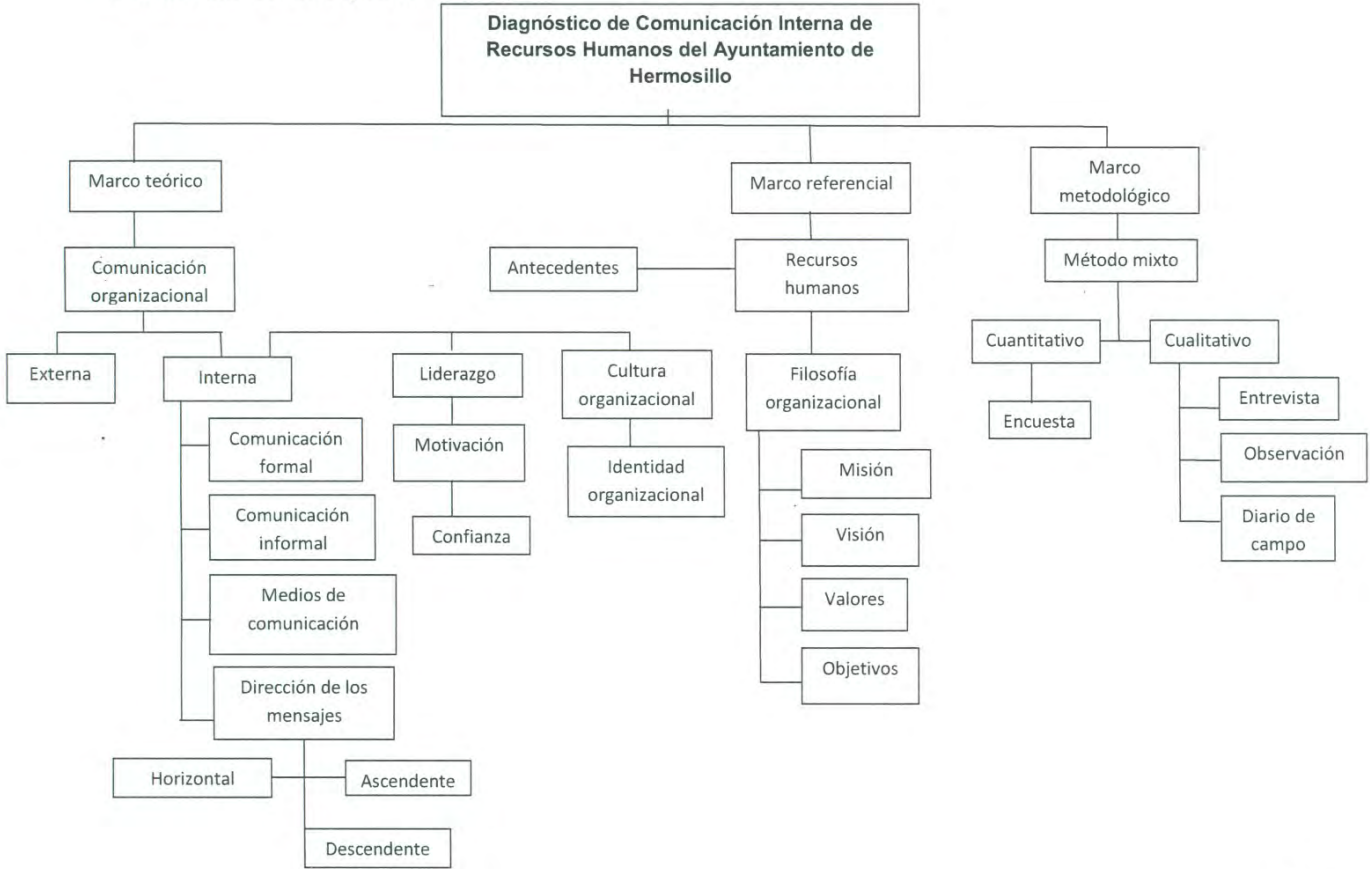 Diagnóstico de Comunicación Interna de
Recursos Humanos del Ayuntamiento de
Hermosillo
Marco teórico
Marco referencial
Marco
metodológico
Comunicación
organizacional
Antecedentes
Recursos
humanos
Método mixto
Externa
Interna
Liderazgo
Cultura
organizacional
Filosofía
organizacional
Cuantitativo
Cualitativo
Comunicación
formal
Comunicación
informal
Medios de
comunicación
Dirección de los
mensajes
Horizontal
Ascendente
Descendente
Motivación
Confianza
Identidad
organizacional
Misión
Visión
Valores
Objetivos
Encuesta
Entrevista
Observación
Diario de
campo